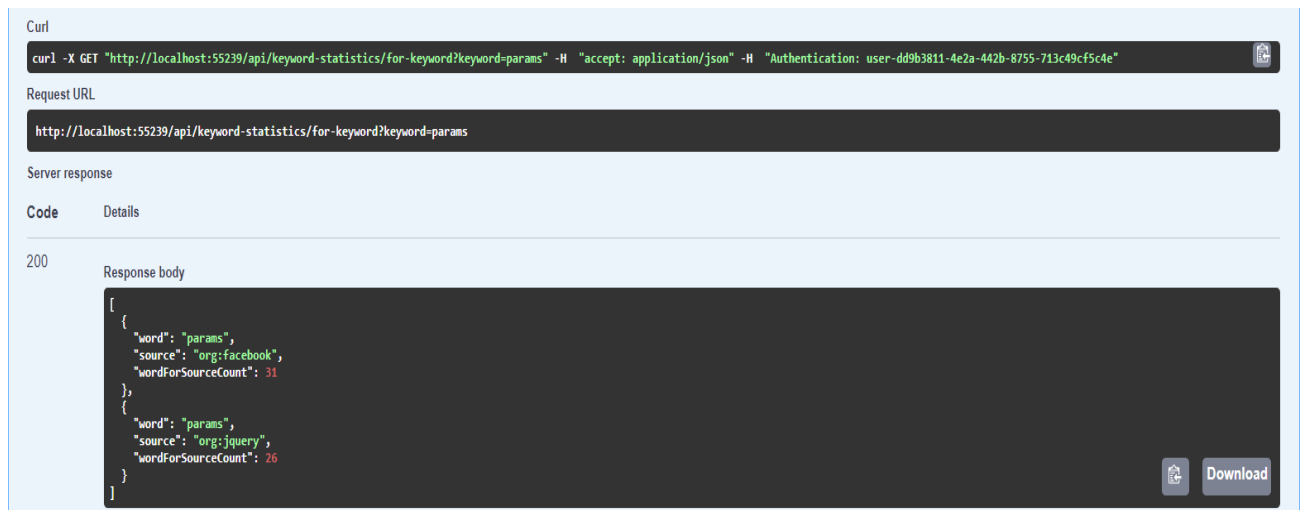 Curl
curl -X GET "http://localhost:55239/api/keyword-statistics/for-keyword?keyword=params" -H  "accept: application/json" -H  "Authentication: user-dd9b3811-4e2a-442b-8755-713c49cf5c4e"
Request URL
http://localhost:55239/api/keyword-statistics/for-keyword?keyword=params
Server response
Code Details
200
Response body
[
  {
    "word": "params",
    "source": "org:facebook",
    "wordForSourceCount": 31
  },
  {
    "word": "params",
    "source": "org:jquery",
    "wordForSourceCount": 26
  }
]
Download